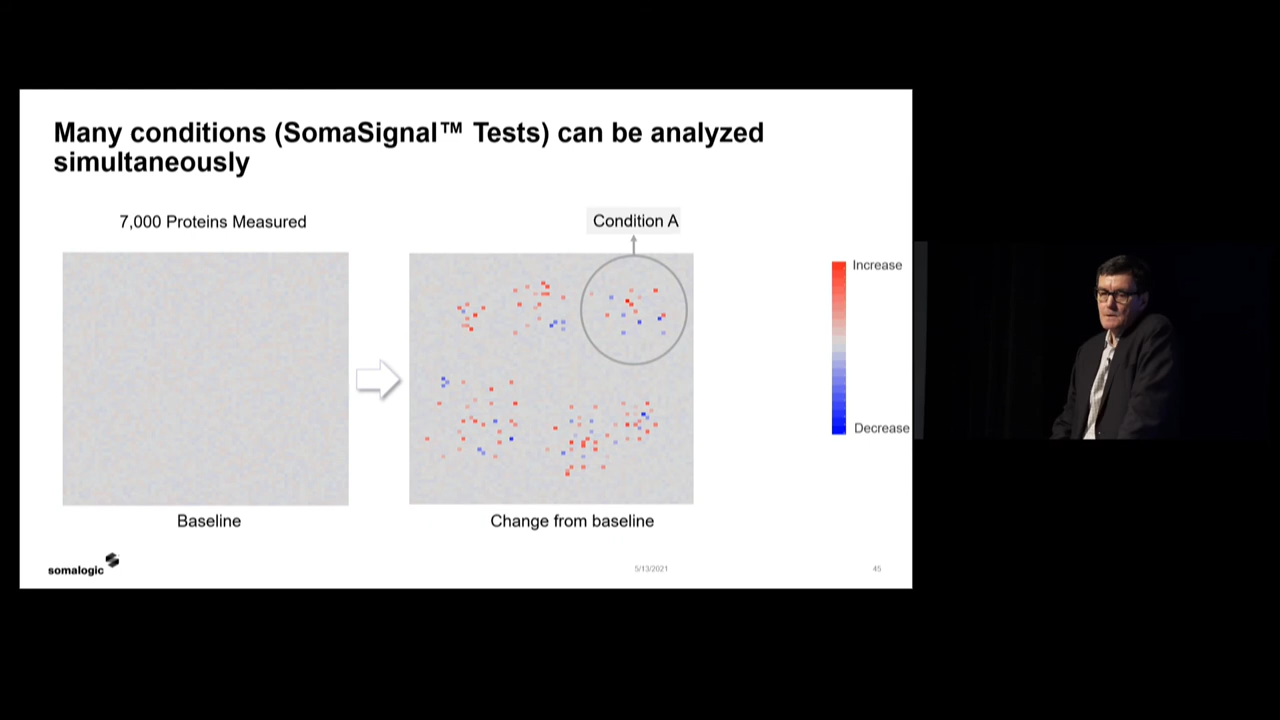 Many conditions (SomaSignal™ Tests) can be analyzed
simultaneously
7,000 Proteins Measured
Condition A
Increase
Decrease
Baseline
Change from baseline
somalogic
5/13/2021
45